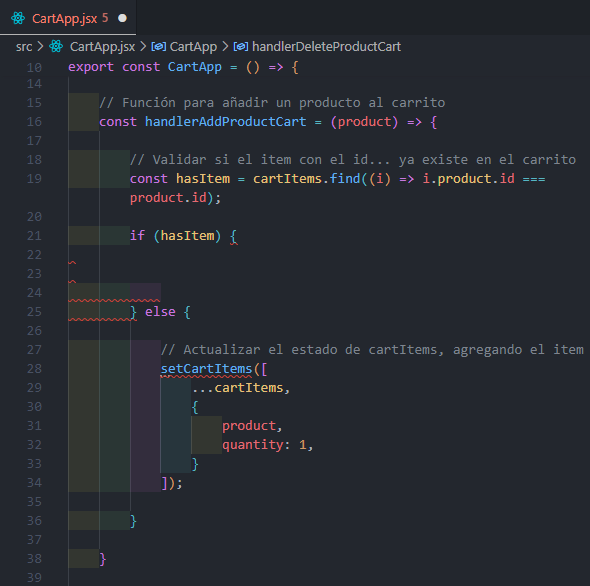 CartApp.jsx 5
src > CartApp.jsx > CartApp > handlerDeleteProductCart
10 export const CartApp = () => {
14
15 // Función para añadir un producto al carrito
16 const handlerAddProductCart = (product) => {
17
18 // Validar si el item con el id... ya existe en el carrito
19 const hasItem = cartItems.find((i) => i.product.id ===
product.id);
20
21 if (hasItem) {
22
23
24
25 } else {
26
27 // Actualizar el estado de cartItems, agregando el item
28 setCartItems([
29 ...cartItems,
30 {
31 product,
32 quantity: 1,
33 }
34 ]);
35
36 }
37
38 }
39